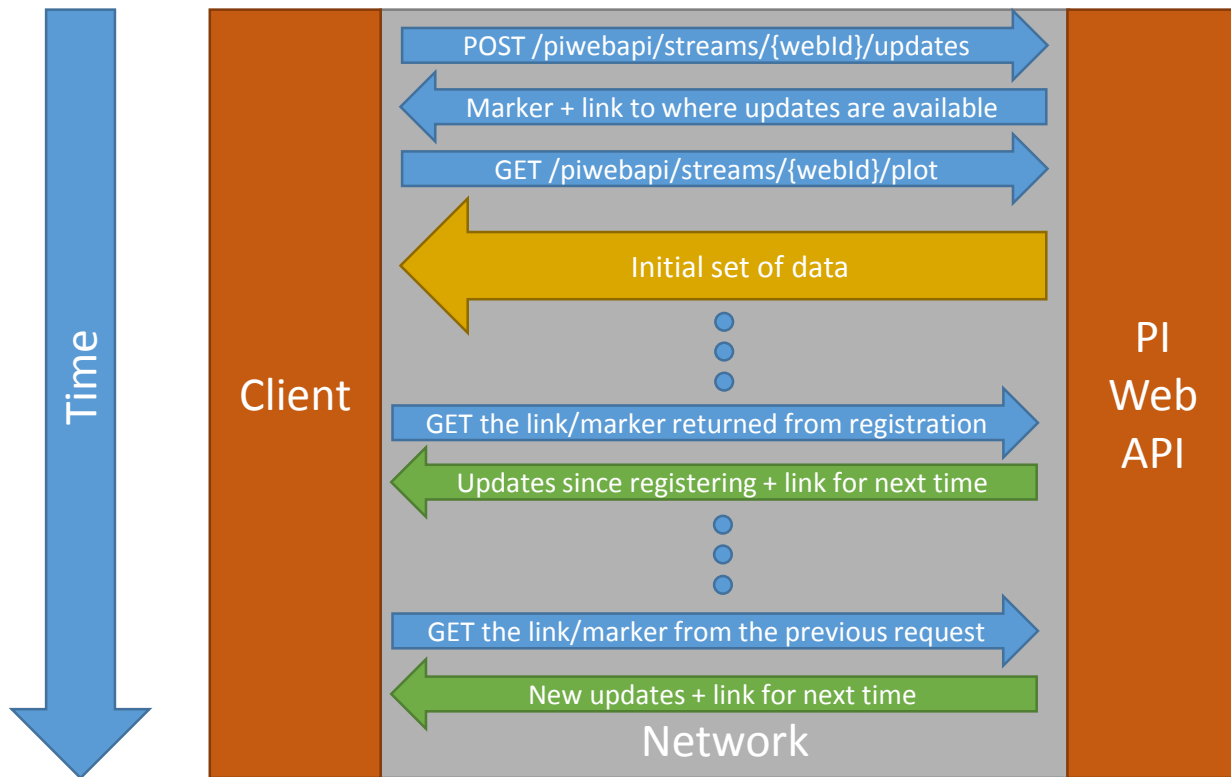 Time
Client
POST /piwebapi/streams/{webId}/updates
Marker + link to where updates are available
GET /piwebapi/streams/{webId}/plot
Initial set of data
GET the link/marker returned from registration
Updates since registering + link for next time
GET the link/marker from the previous request
New updates + link for next time
Network
PI
Web
API